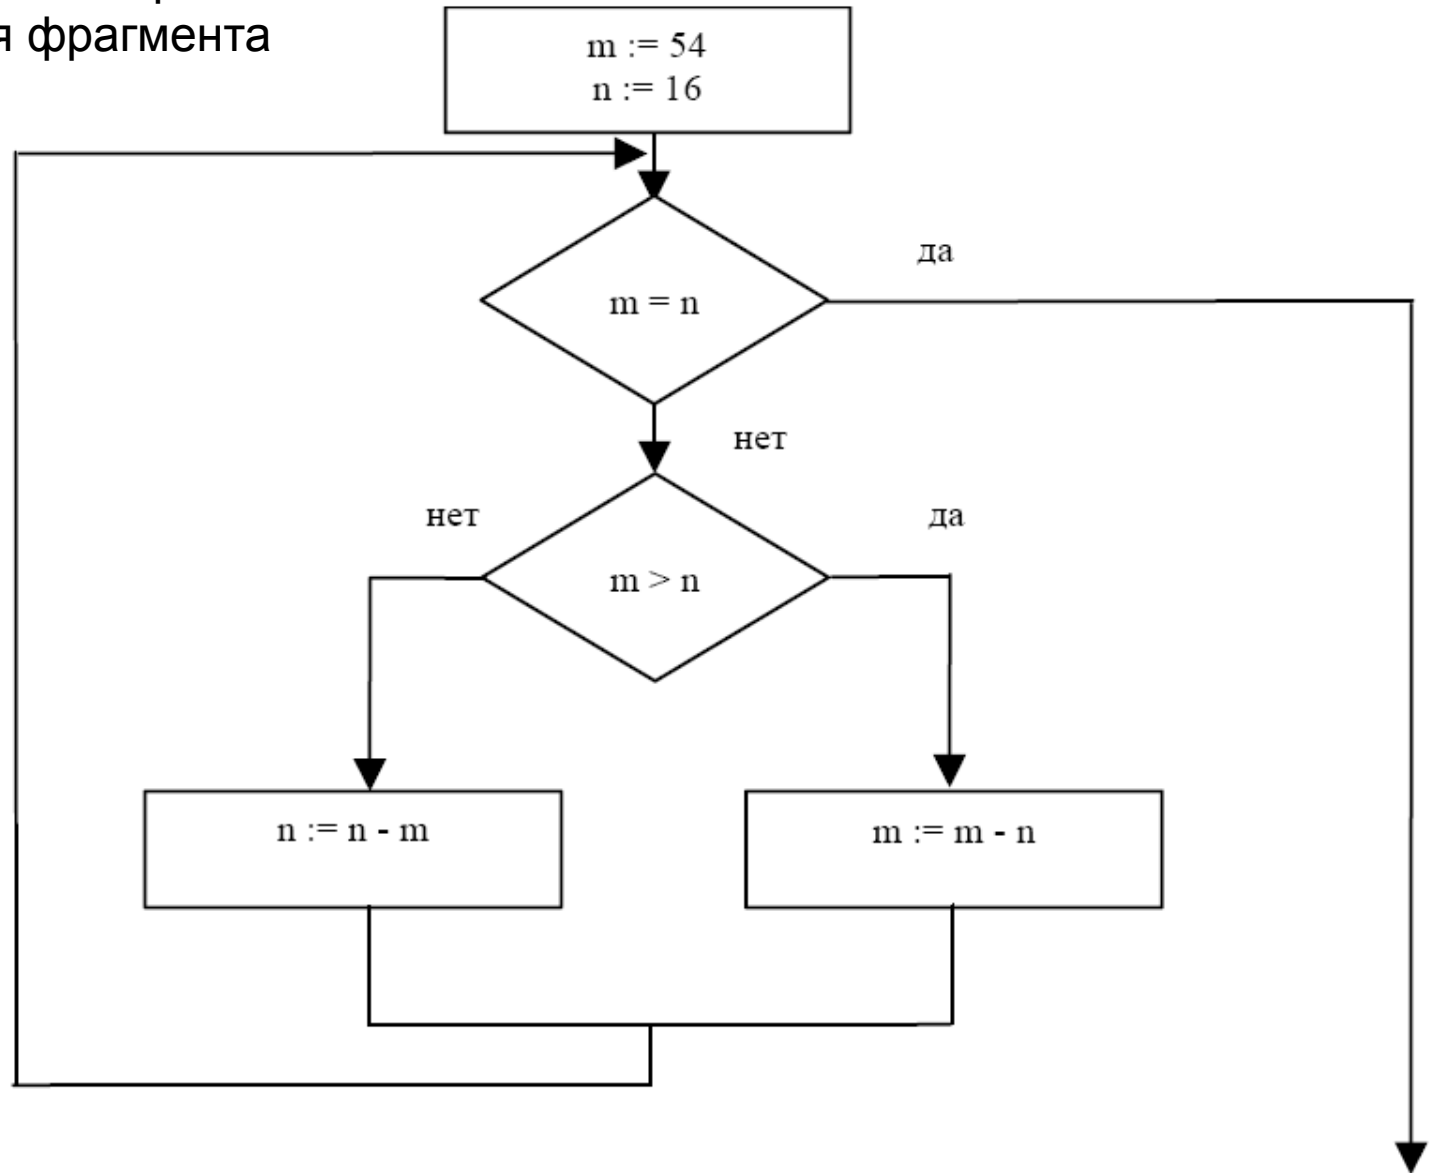 я фрагмента
m := 54
n := 16
да
m = n
нет
нет
да
m > n
n := n - m
m := m - n